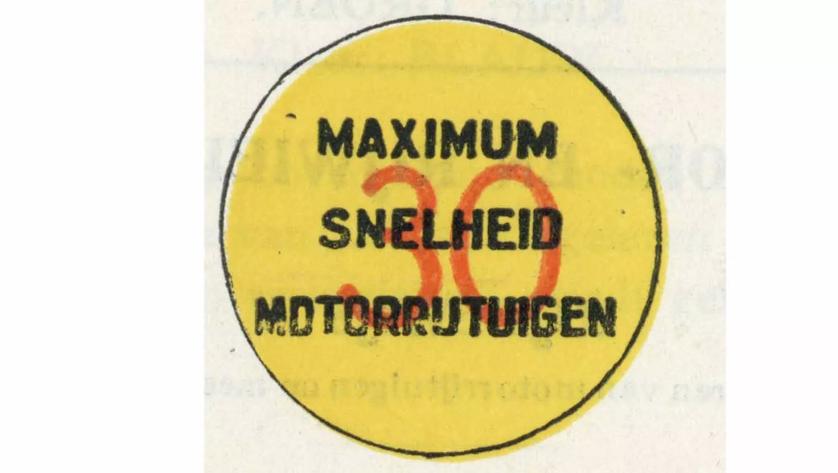 MAXIMUM
30
SNELHEID
MOTORRIJTUIGEN